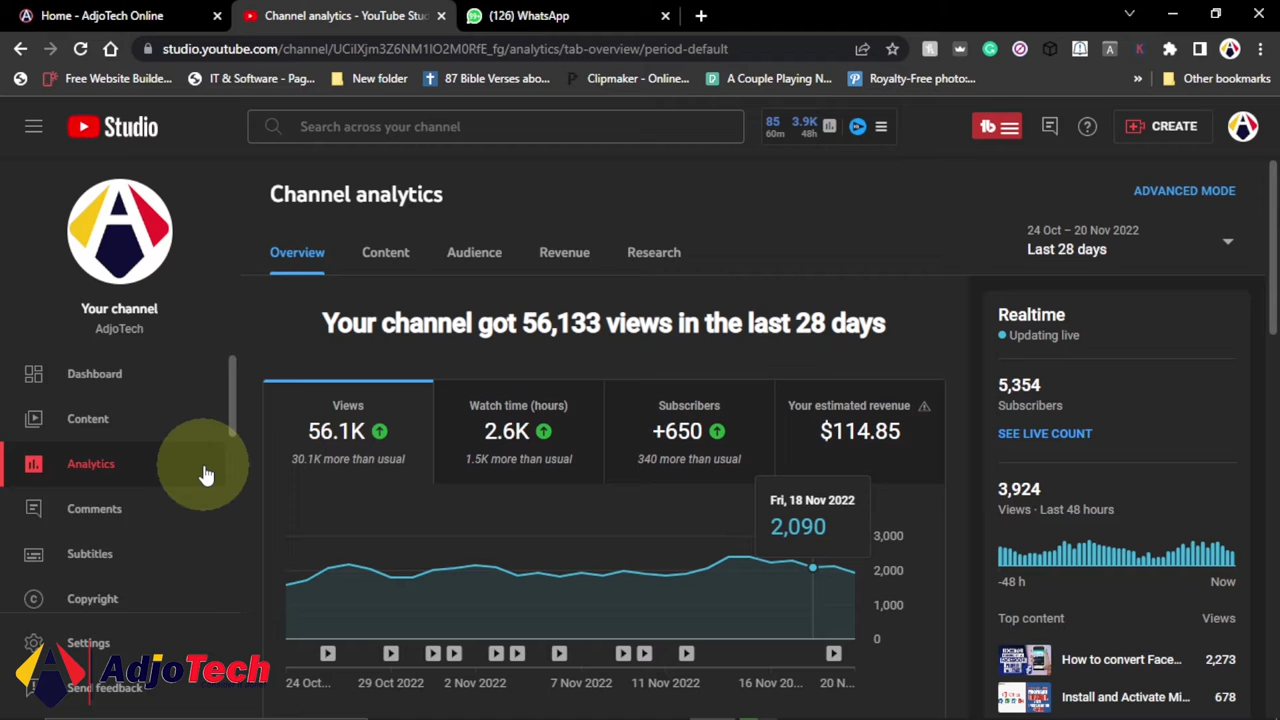 Home - AdjoTech Online
Channel analytics - YouTube Stu
(126) WhatsApp
studio.youtube.com/channel/UCiIXjm3Z6NM1IO2M0RfE_fg/analytics/tab-overview/period-default
Free Website Builde...
IT & Software - Pag...
New folder
87 Bible Verses abo...
Clipmaker - Online...
A Couple Playing N...
Royalty-Free photo:...
»
Other bookmarks
Studio
Search across your channel
85
60m
3.9K
48h
tb
CREATE
Your channel
AdjoTech
Dashboard
Content
Analytics
Comments
Subtitles
Copyright
Settings
Send feedback
AdjoTech
Channel analytics
ADVANCED MODE
Overview
Content
Audience
Revenue
Research
24 Oct – 20 Nov 2022
Last 28 days
Your channel got 56,133 views in the last 28 days
Views
56.1K
30.1K more than usual
Watch time (hours)
2.6K
1.5K more than usual
Subscribers
+650
340 more than usual
Your estimated revenue
$114.85
Fri, 18 Nov 2022
2,090
3,000
2,000
1,000
0
24 Oct...
29 Oct 2022
2 Nov 2022
7 Nov 2022
11 Nov 2022
16 Nov 20...
20 N...
Realtime
Updating live
5,354
Subscribers
SEE LIVE COUNT
3,924
Views · Last 48 hours
-48 h
Now
Top content
Views
How to convert Face...
2,273
Install and Activate Mi...
678